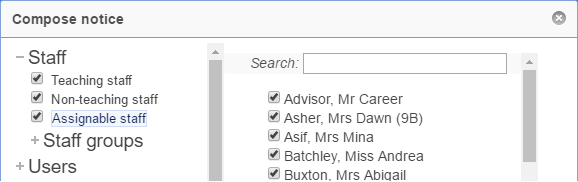 Compose notice
Staff
Teaching staff
Non-teaching staff
Assignable staff
Staff groups
Users
Search:
Advisor, Mr Career
Asher, Mrs Dawn (9B)
Asif, Mrs Mina
Batchley, Miss Andrea
Buxton, Mrs Abigail